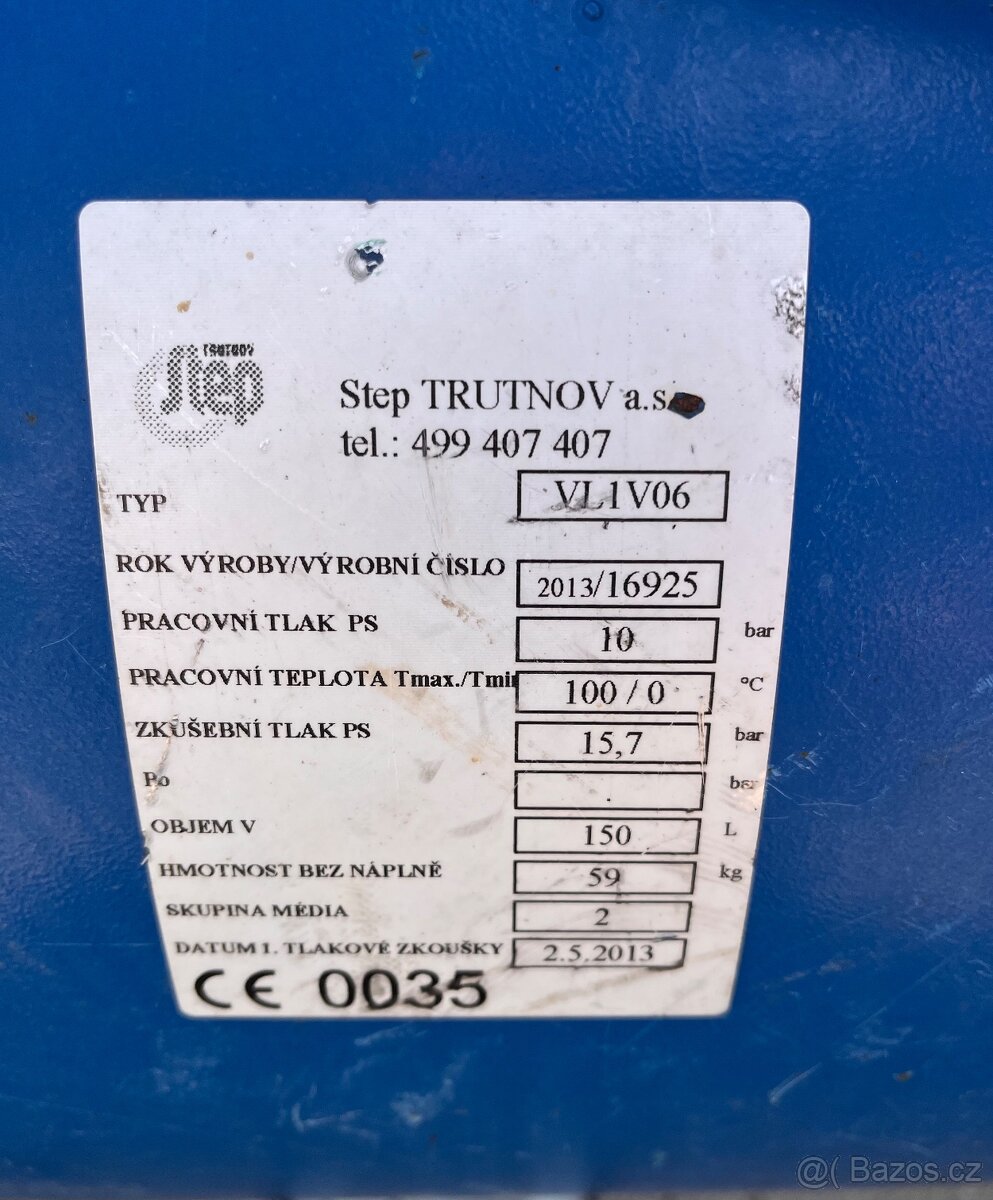 TRUTNOV
Step
Step TRUTNOV a.s.
tel.: 499 407 407
TYP VL1V06
ROK VÝROBY/VÝROBNÍ ČÍSLO 2013/16925
PRACOVNÍ TLAK PS 10 bar
PRACOVNÍ TEPLOTA Tmax./Tmin 100 / 0 °C
ZKUŠEBNÍ TLAK PS 15,7 bar
Po . bar
OBJEM V 150 L
HMOTNOST BEZ NÁPLNĚ 59 kg
SKUPINA MÉDIA 2
DATUM 1. TLAKOVÉ ZKOUŠKY 2.5.2013
CE 0035
@( Bazos.cz